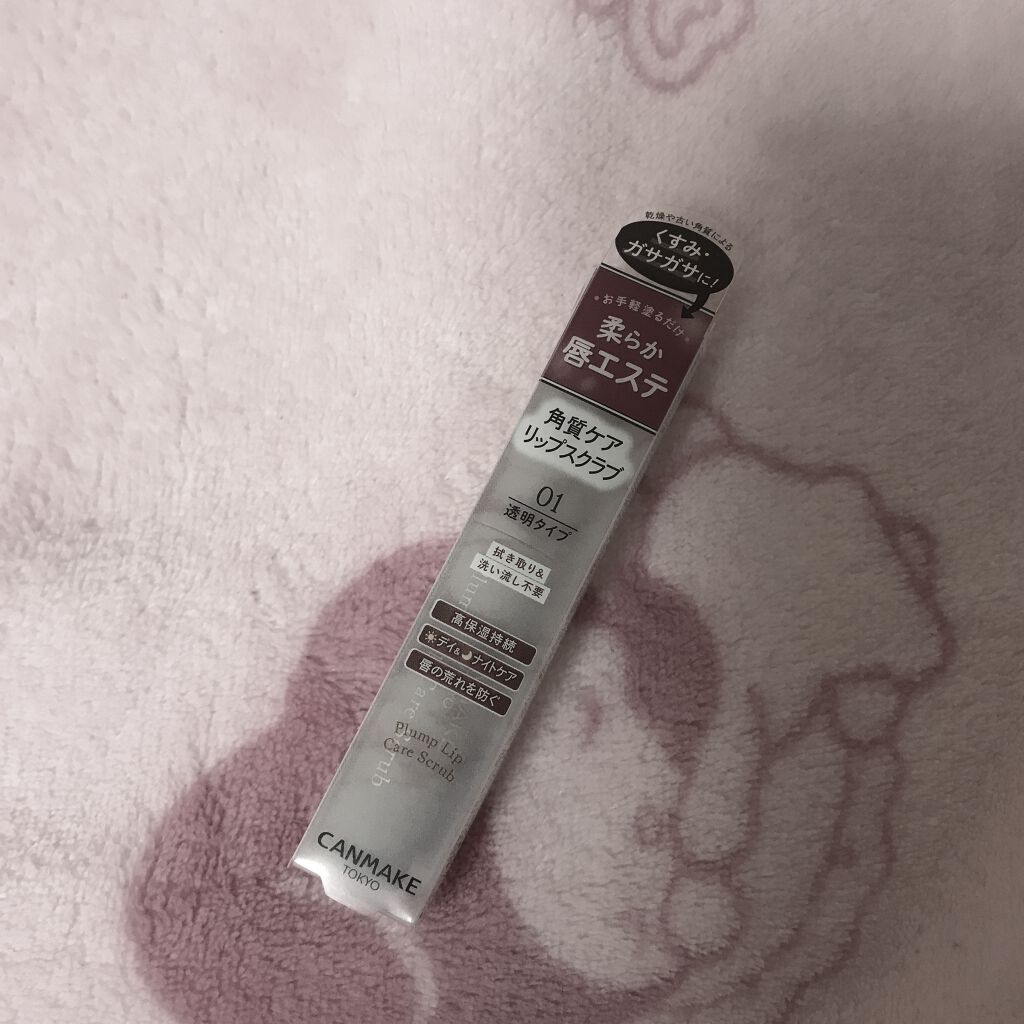 乾燥や古い角質による
くすみ・
ガサガサに!
お手軽塗るだけ
柔らか
唇エステ
角質ケア
リップスクラブ
01
透明タイプ
拭き取り&
洗い流し不要
高保湿持続
デイ&ナイトケア
唇の荒れを防ぐ
Plump Lip
Care Scrub
CANMAKE
TOKYO